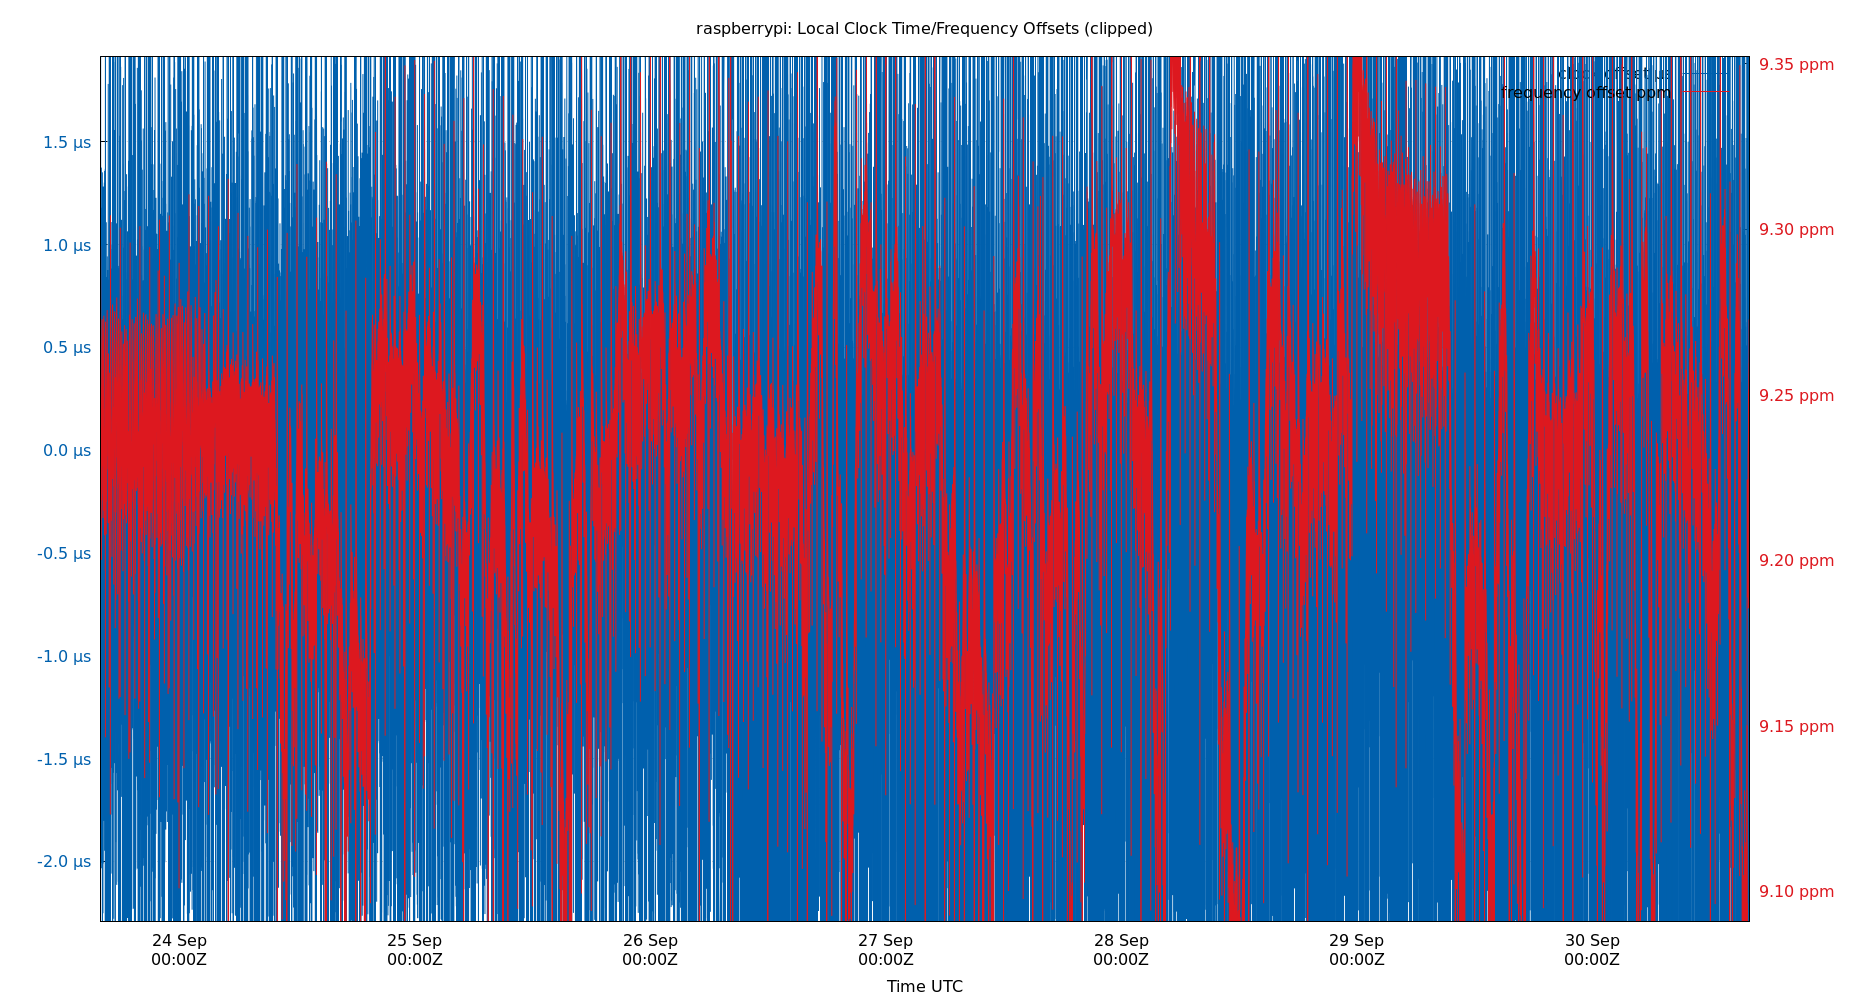 raspberrypi: Local Clock Time/Frequency Offsets (clipped)
clock offset µs
frequency offset ppm
1.5 µs
1.0 µs
0.5 µs
0.0 µs
-0.5 µs
-1.0 µs
-1.5 µs
-2.0 µs
9.35 ppm
9.30 ppm
9.25 ppm
9.20 ppm
9.15 ppm
9.10 ppm
24 Sep
00:00Z
25 Sep
00:00Z
26 Sep
00:00Z
27 Sep
00:00Z
28 Sep
00:00Z
29 Sep
00:00Z
30 Sep
00:00Z
Time UTC